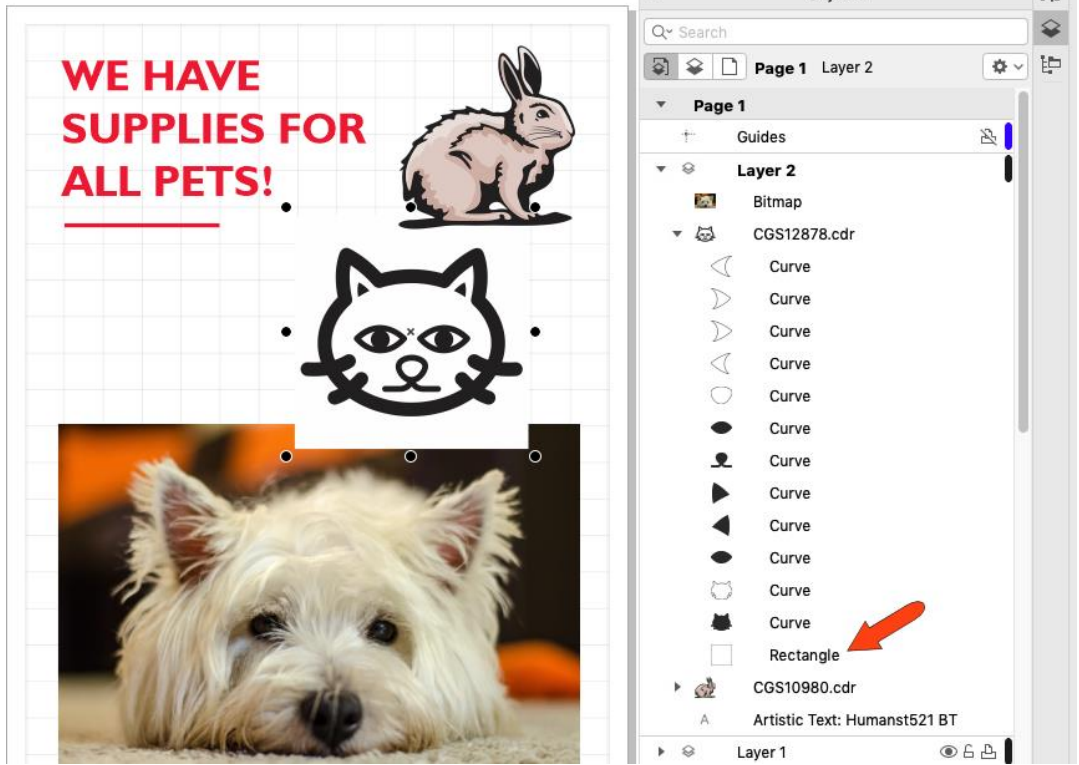 WE HAVE
SUPPLIES FOR
ALL PETS!
Search
Page 1 Layer 2
Page 1
Guides
Layer 2
Bitmap
CGS12878.cdr
Curve
Curve
Curve
Curve
Curve
Curve
Curve
Curve
Curve
Curve
Curve
Curve
Rectangle
CGS10980.cdr
A Artistic Text: Humanst521 BT
Layer 1